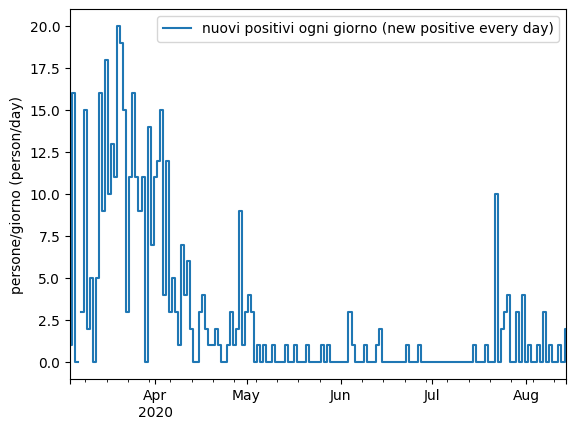 nuovi positivi ogni giorno (new positive every day)
persone/giorno (person/day)
20.0
17.5
15.0
12.5
10.0
7.5
5.0
2.5
0.0
Apr
2020
May
Jun
Jul
Aug